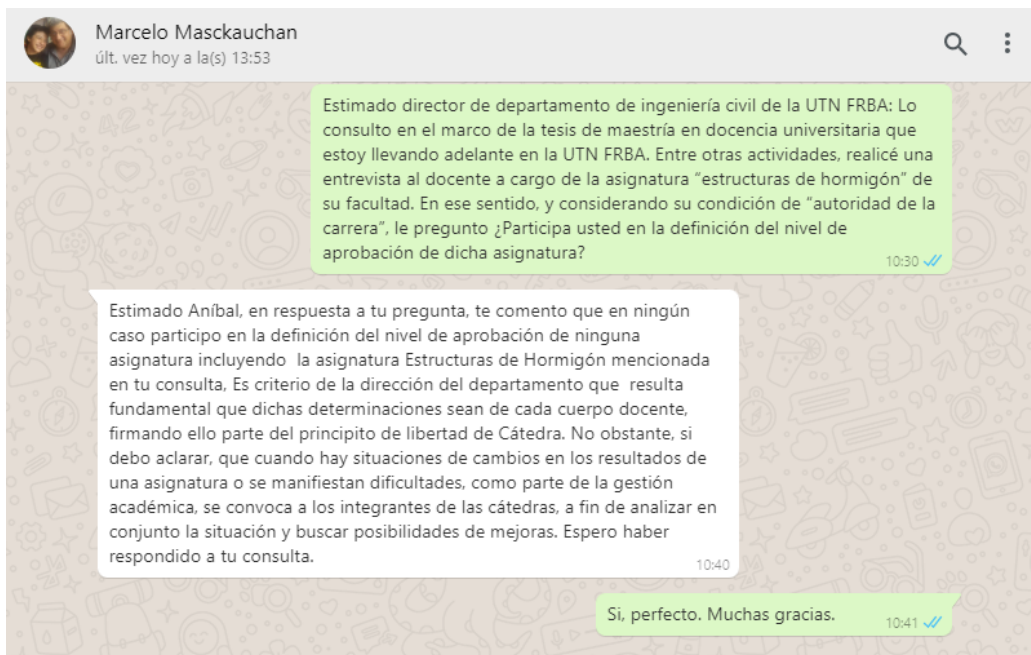 Marcelo Masckauchan
últ. vez hoy a la(s) 13:53
Estimado director de departamento de ingeniería civil de la UTN FRBA: Lo
consulto en el marco de la tesis de maestría en docencia universitaria que
estoy llevando adelante en la UTN FRBA. Entre otras actividades, realicé una
entrevista al docente a cargo de la asignatura “estructuras de hormigón” de
su facultad. En ese sentido, y considerando su condición de “autoridad de la
carrera”, le pregunto ¿Participa usted en la definición del nivel de
aprobación de dicha asignatura?
10:30
Estimado Aníbal, en respuesta a tu pregunta, te comento que en ningún
caso participo en la definición del nivel de aprobación de ninguna
asignatura incluyendo  la asignatura Estructuras de Hormigón mencionada
en tu consulta, Es criterio de la dirección del departamento que  resulta
fundamental que dichas determinaciones sean de cada cuerpo docente,
firmando ello parte del principito de libertad de Cátedra. No obstante, si
debo aclarar, que cuando hay situaciones de cambios en los resultados de
una asignatura o se manifiestan dificultades, como parte de la gestión
académica, se convoca a los integrantes de las cátedras, a fin de analizar en
conjunto la situación y buscar posibilidades de mejoras. Espero haber
respondido a tu consulta.
10:40
Si, perfecto. Muchas gracias.
10:41